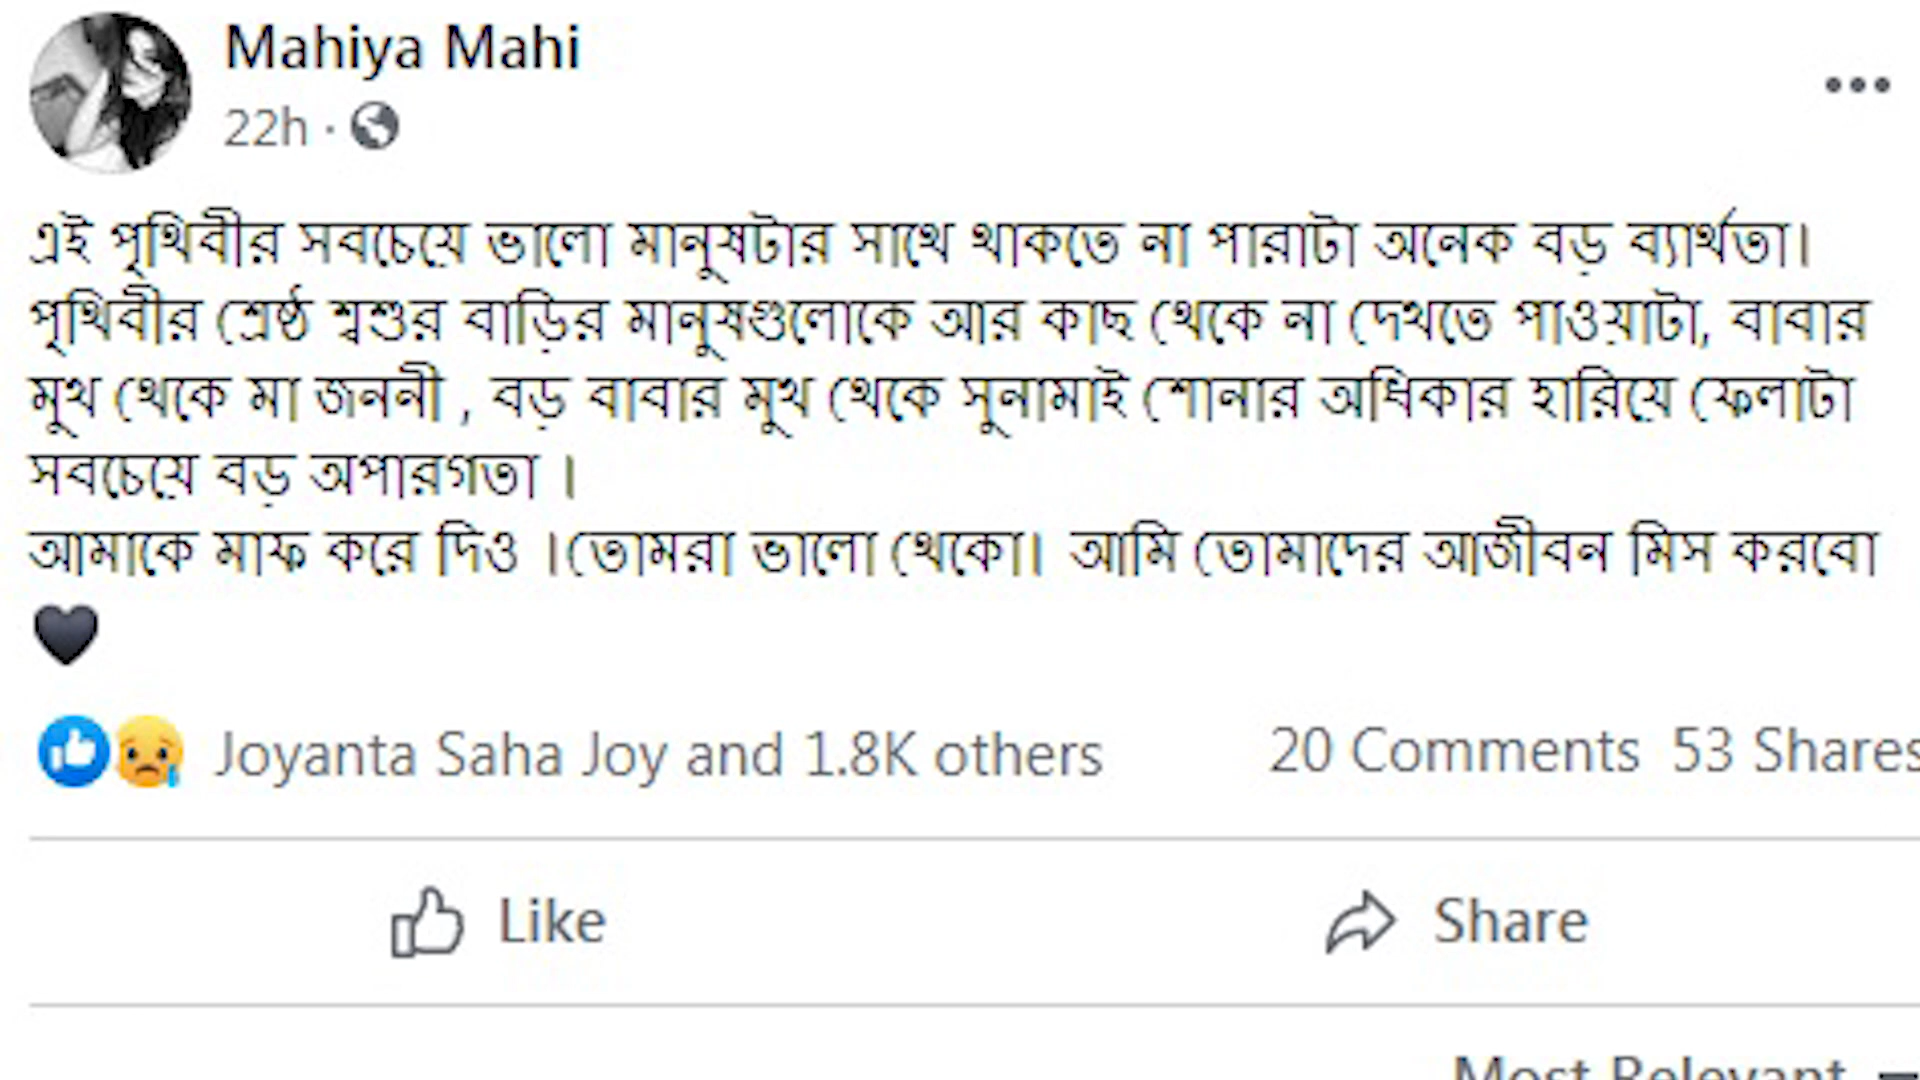 Mahiya Mahi
22h ·
এই পৃথিবীর সবচেয়ে ভালো মানুষটার সাথে থাকতে না পারাটা অনেক বড় ব্যার্থতা।
পৃথিবীর শ্রেষ্ঠ শ্বশুর বাড়ির মানুষগুলোকে আর কাছ থেকে না দেখতে পাওয়াটা, বাবার
মুখ থেকে মা জননী , বড় বাবার মুখ থেকে সুনামাই শোনার অধিকার হারিয়ে ফেলাটা
সবচেয়ে বড় অপারগতা ।
আমাকে মাফ করে দিও ।তোমরা ভালো থেকো। আমি তোমাদের আজীবন মিস করবো
🖤
Joyanta Saha Joy and 1.8K others 20 Comments 53 Shares
Like Share
Most Relevant